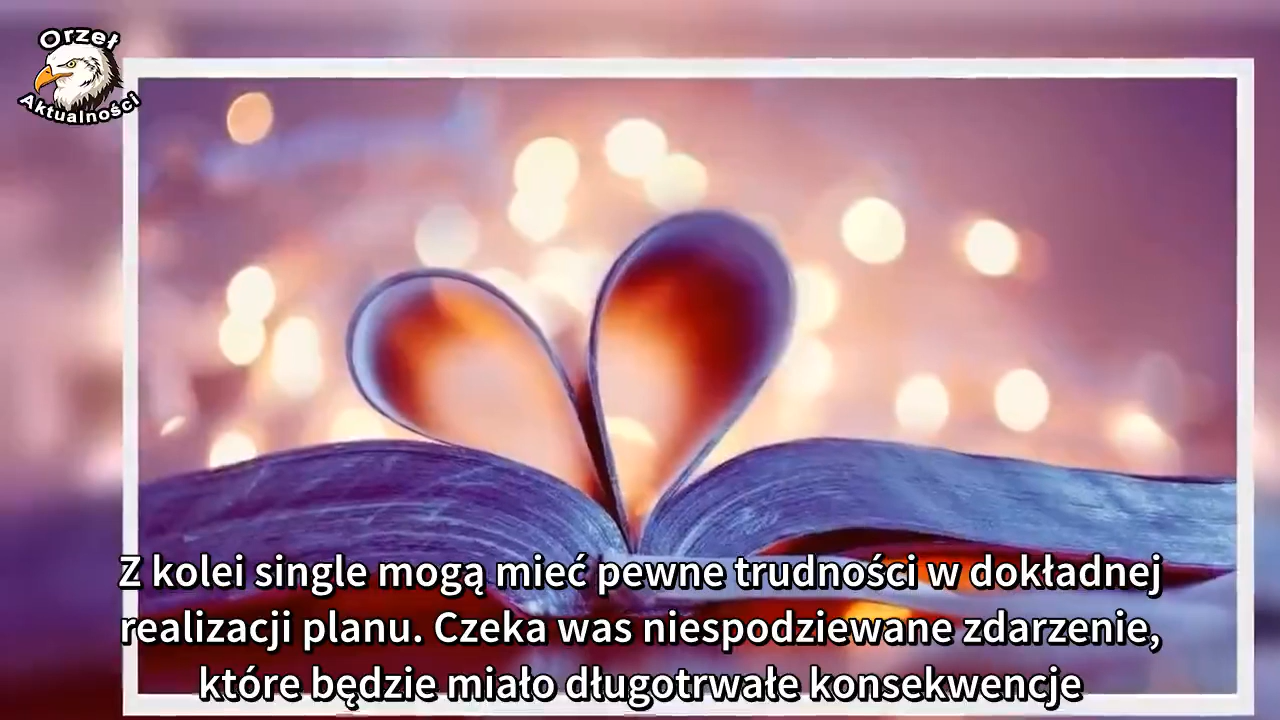 Orzeł
Aktualności
Z kolei single mogą mieć pewne trudności w dokładnej
realizacji planu. Czeka was niespodziewane zdarzenie,
które będzie miało długotrwałe konsekwencje